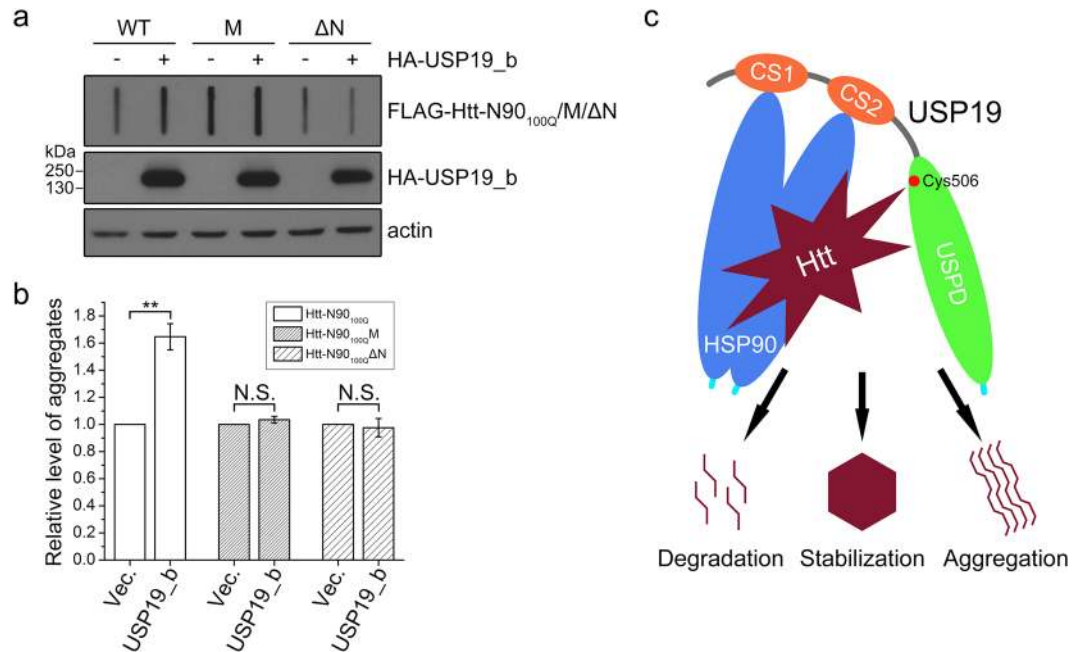 a
WT M ΔN
- + - + - + HA-USP19_b
FLAG-Htt-N90100Q/M/ΔN
kDa
250
130
HA-USP19_b
actin
b
Relative level of aggregates
1.8
1.6
1.4
1.2
1.0
0.8
0.6
0.4
0.2
0.0
**
N.S.
N.S.
Htt-N90100Q
Htt-N90100QM
Htt-N90100QΔN
Vec.
USP19_b
Vec.
USP19_b
Vec.
USP19_b
c
CS1
CS2
USP19
Cys506
Htt
USPD
HSP90
Degradation Stabilization Aggregation